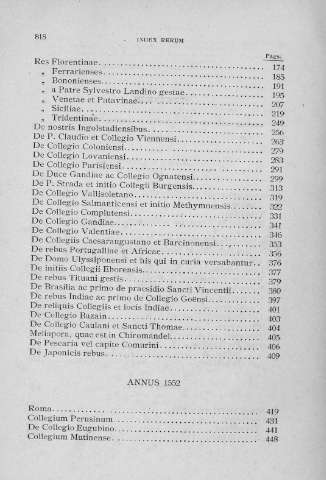 818 INDEX RERUM
Pags.
Res Florentinae 174
„ Ferrarienses 185
„ Bononienses 191
„ a Patre Sylvestro Landino gestae 195
„ Venetae et Patavinae 207
„ Siciliae 219
„ Tridentinae 249
De nostris Ingolstadiensibus 256
De P. Claudio et Collegio Viennensi 262
De Collegio Coloniensi 279
De Collegio Lovaniensi 283
De Collegio Parisiensi 291
De Duce Gandiae ac Collegio Ognatensi 299
De P. Strada et initio Collegii Burgensis 313
De Collegio Vallisoletano 319
De Collegio Salmanticensi et initio Methymnensis 322
De Collegio Complutensi 331
De Collegio Gandiae 341
De Collegio Valentiae 346
De Collegiis Caesaraugustano et Barcinonensi 353
De rebus Portugalliae et Africae 356
De Domo Ulyssiponensi et his qui in curia versabantur 376
De initiis Collegii Eborensis 377
De rebus Tituani gestis 379
De Brasilia ac primo de praesidio Sancti Vincentii 380
De rebus Indiae ac primo de Collegio Goënsi 397
De reliquis Collegiis et locis Indiae 401
De Collegio Bazain 403
De Collegio Caulani et Sancti Thomae 404
Meliapora, quae est in Chiromandel 405
De Pescaria vel capite Comurini 406
De Japonicis rebus 409
ANNUS 1552
Roma 419
Collegium Perusinum 431
De Collegio Eugubino 441
Collegium Mutinense 448